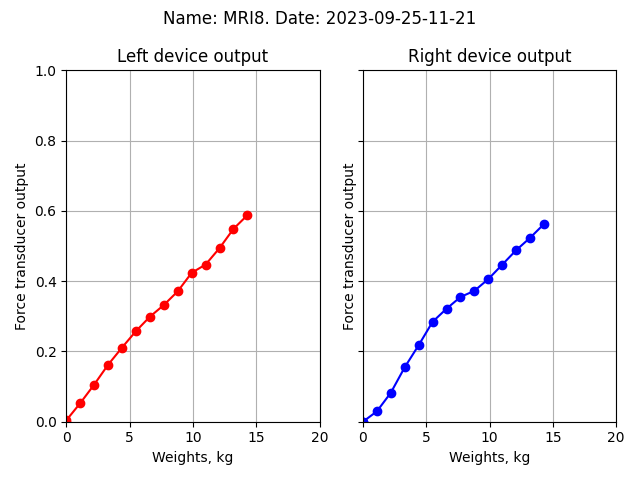 Name: MRI8. Date: 2023-09-25-11-21
Left device output
Right device output
1.0
0.8
0.6
0.4
0.2
0.0
Force transducer output
Force transducer output
0 5 10 15 20
0 5 10 15 20
Weights, kg
Weights, kg